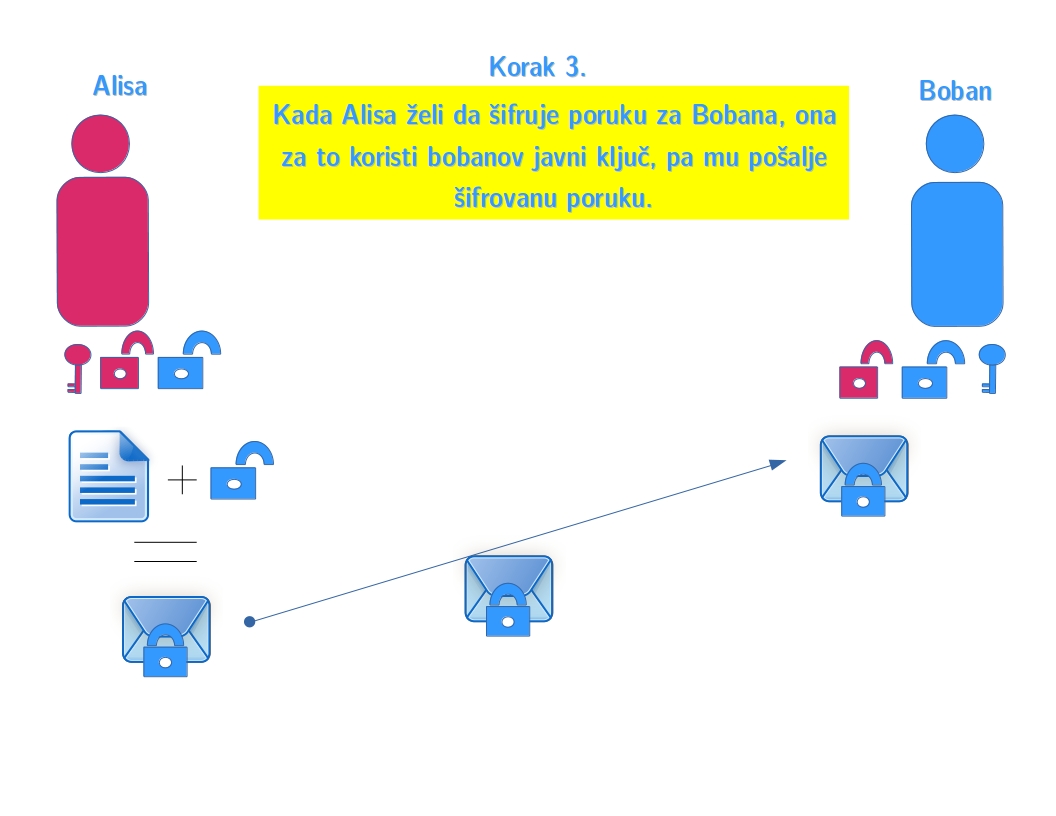 Korak 3.
Alisa
Boban
Kada Alisa želi da šifruje poruku za Bobana, ona
za to koristi bobanov javni ključ, pa mu pošalje
šifrovanu poruku.